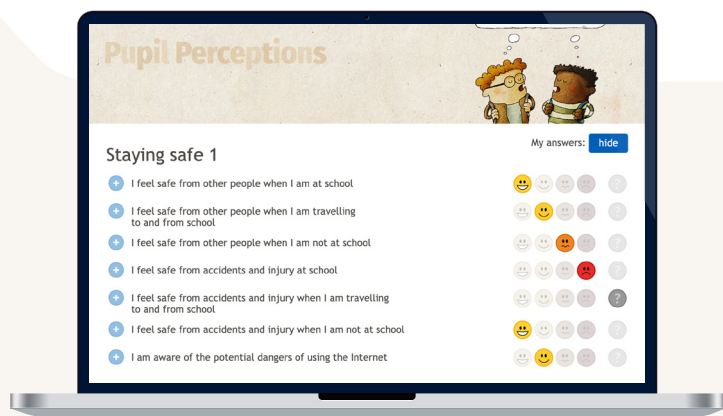 Pupil Perceptions
My answers: hide
Staying safe 1
+ I feel safe from other people when I am at school ?
+ I feel safe from other people when I am travelling
to and from school ?
+ I feel safe from other people when I am not at school ?
+ I feel safe from accidents and injury at school ?
+ I feel safe from accidents and injury when I am travelling
to and from school ?
+ I feel safe from accidents and injury when I am not at school ?
+ I am aware of the potential dangers of using the Internet ?